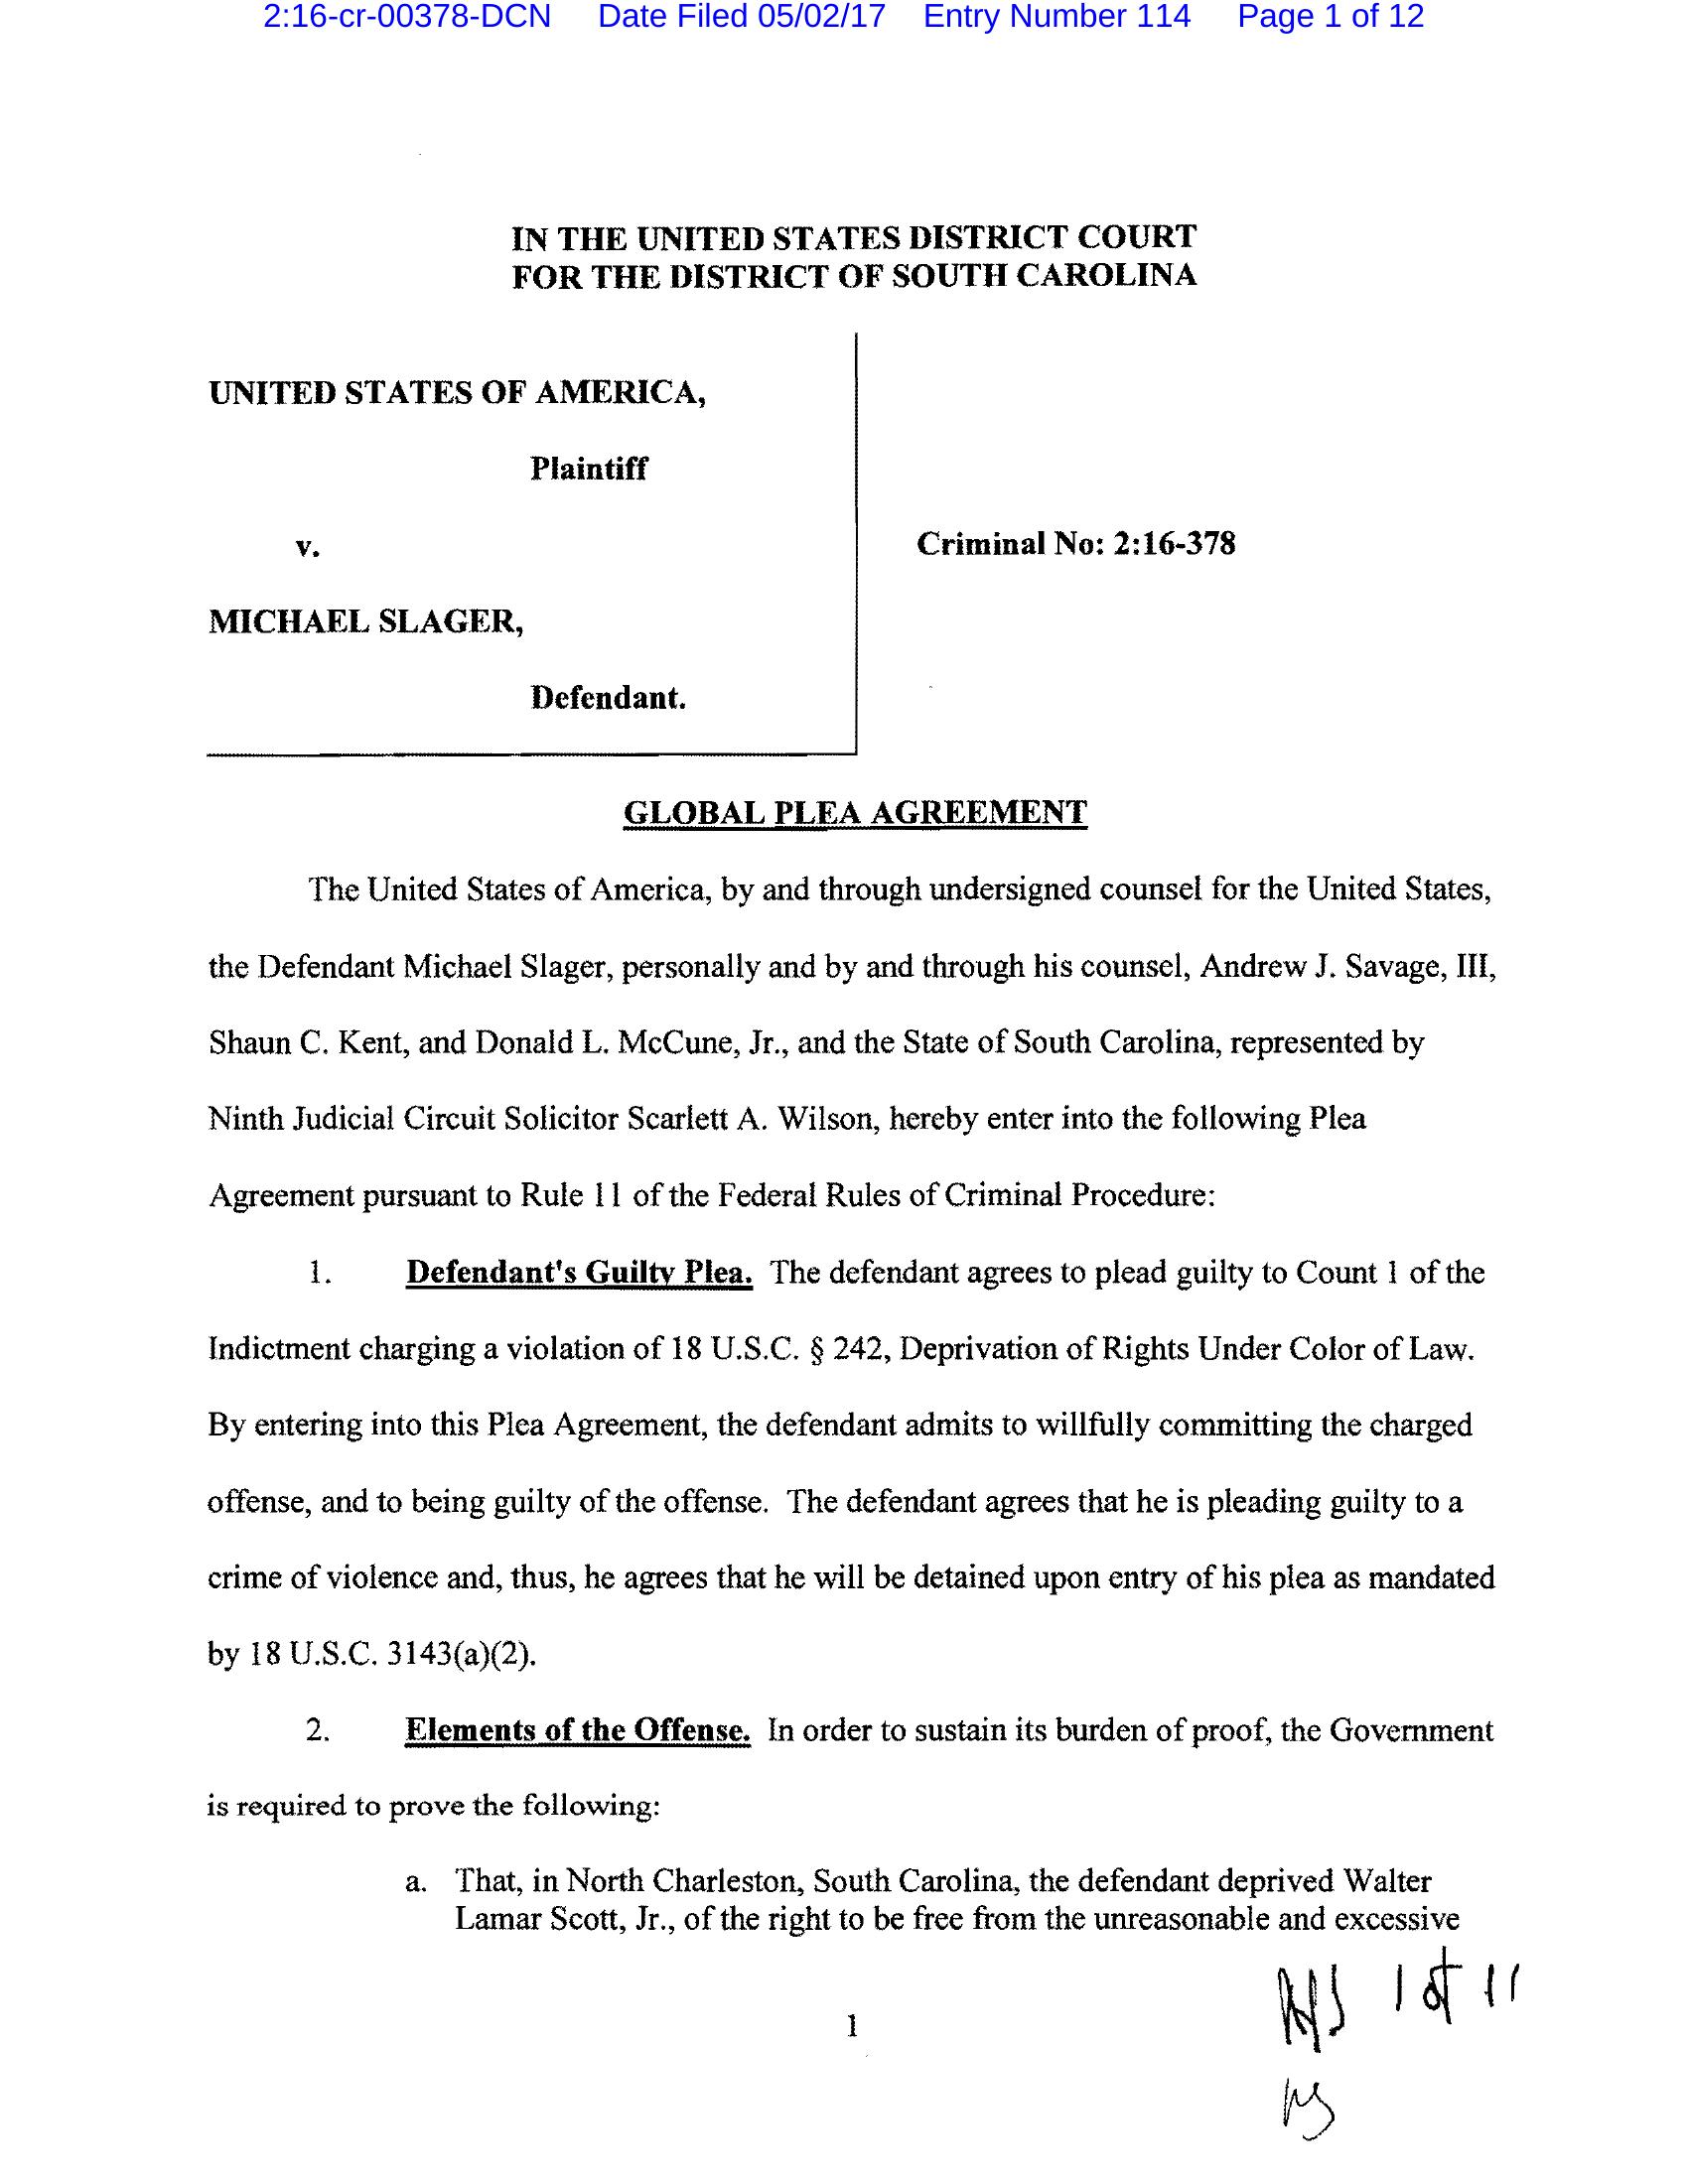 2:16-cr-00378-DCN Date Filed 05/02/17 Entry Number 114 Page 1 of 12
IN THE UNITED STATES DISTRICT COURT
FOR THE DISTRICT OF SOUTH CAROLINA
UNITED STATES OF AMERICA,
Plaintiff
v.
Criminal No: 2:16-378
MICHAEL SLAGER,
Defendant.
GLOBAL PLEA AGREEMENT
The United States of America, by and through undersigned counsel for the United States,
the Defendant Michael Slager, personally and by and through his counsel, Andrew J. Savage, III,
Shaun C. Kent, and Donald L. McCune, Jr., and the State of South Carolina, represented by
Ninth Judicial Circuit Solicitor Scarlett A. Wilson, hereby enter into the following Plea
Agreement pursuant to Rule 11 of the Federal Rules of Criminal Procedure:
1. Defendant's Guilty Plea. The defendant agrees to plead guilty to Count 1 of the
Indictment charging a violation of 18 U.S.C. § 242, Deprivation of Rights Under Color of Law.
By entering into this Plea Agreement, the defendant admits to willfully committing the charged
offense, and to being guilty of the offense. The defendant agrees that he is pleading guilty to a
crime of violence and, thus, he agrees that he will be detained upon entry of his plea as mandated
by 18 U.S.C. 3143(a)(2).
2. Elements of the Offense. In order to sustain its burden of proof, the Government
is required to prove the following:
a. That, in North Charleston, South Carolina, the defendant deprived Walter
Lamar Scott, Jr., of the right to be free from the unreasonable and excessive
1 of 11
1